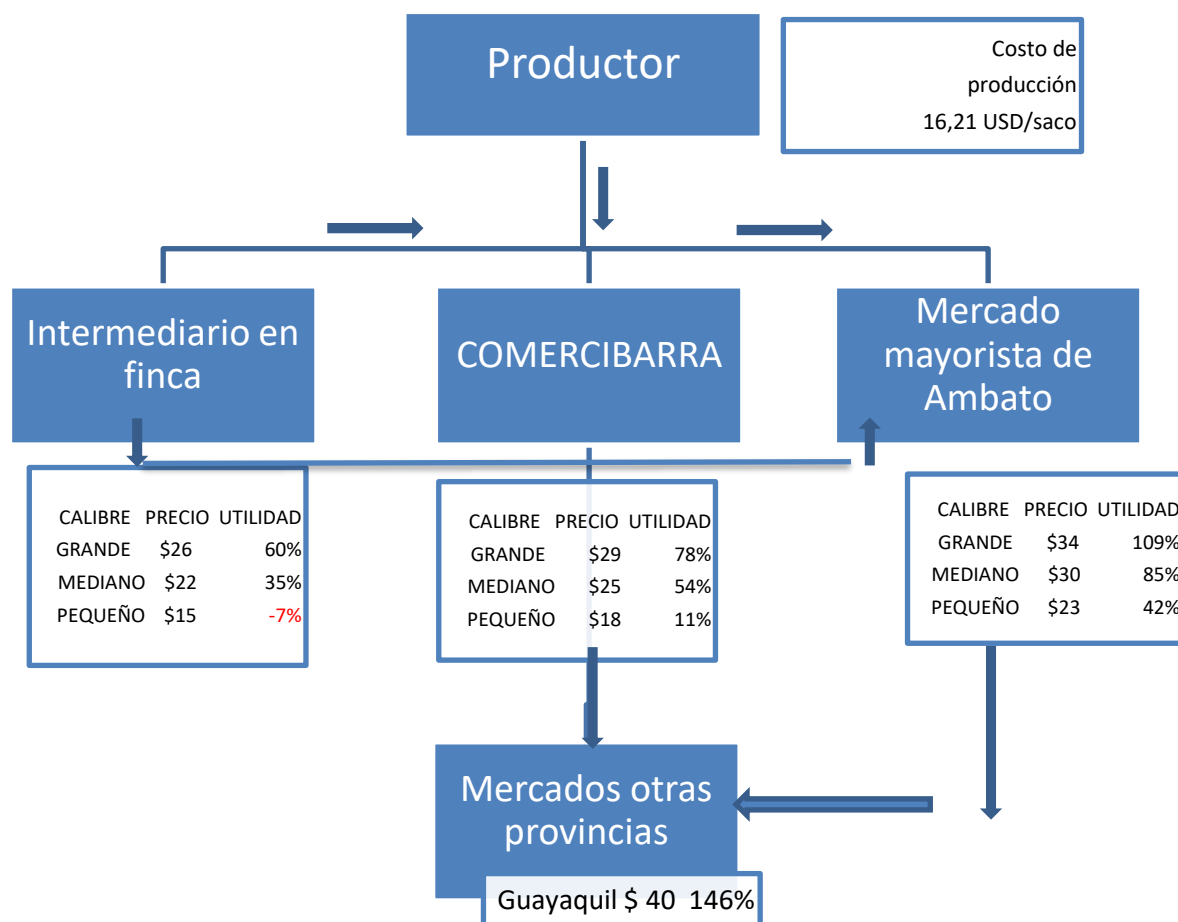 Productor
Costo de
producción
16,21 USD/saco
Intermediario en
finca
COMERCIBARRA
Mercado
mayorista de
Ambato
CALIBRE PRECIO UTILIDAD
GRANDE $26 60%
MEDIANO $22 35%
PEQUEÑO $15 -7%
CALIBRE PRECIO UTILIDAD
GRANDE $29 78%
MEDIANO $25 54%
PEQUEÑO $18 11%
CALIBRE PRECIO UTILIDAD
GRANDE $34 109%
MEDIANO $30 85%
PEQUEÑO $23 42%
Mercados otras
provincias
Guayaquil $ 40 146%